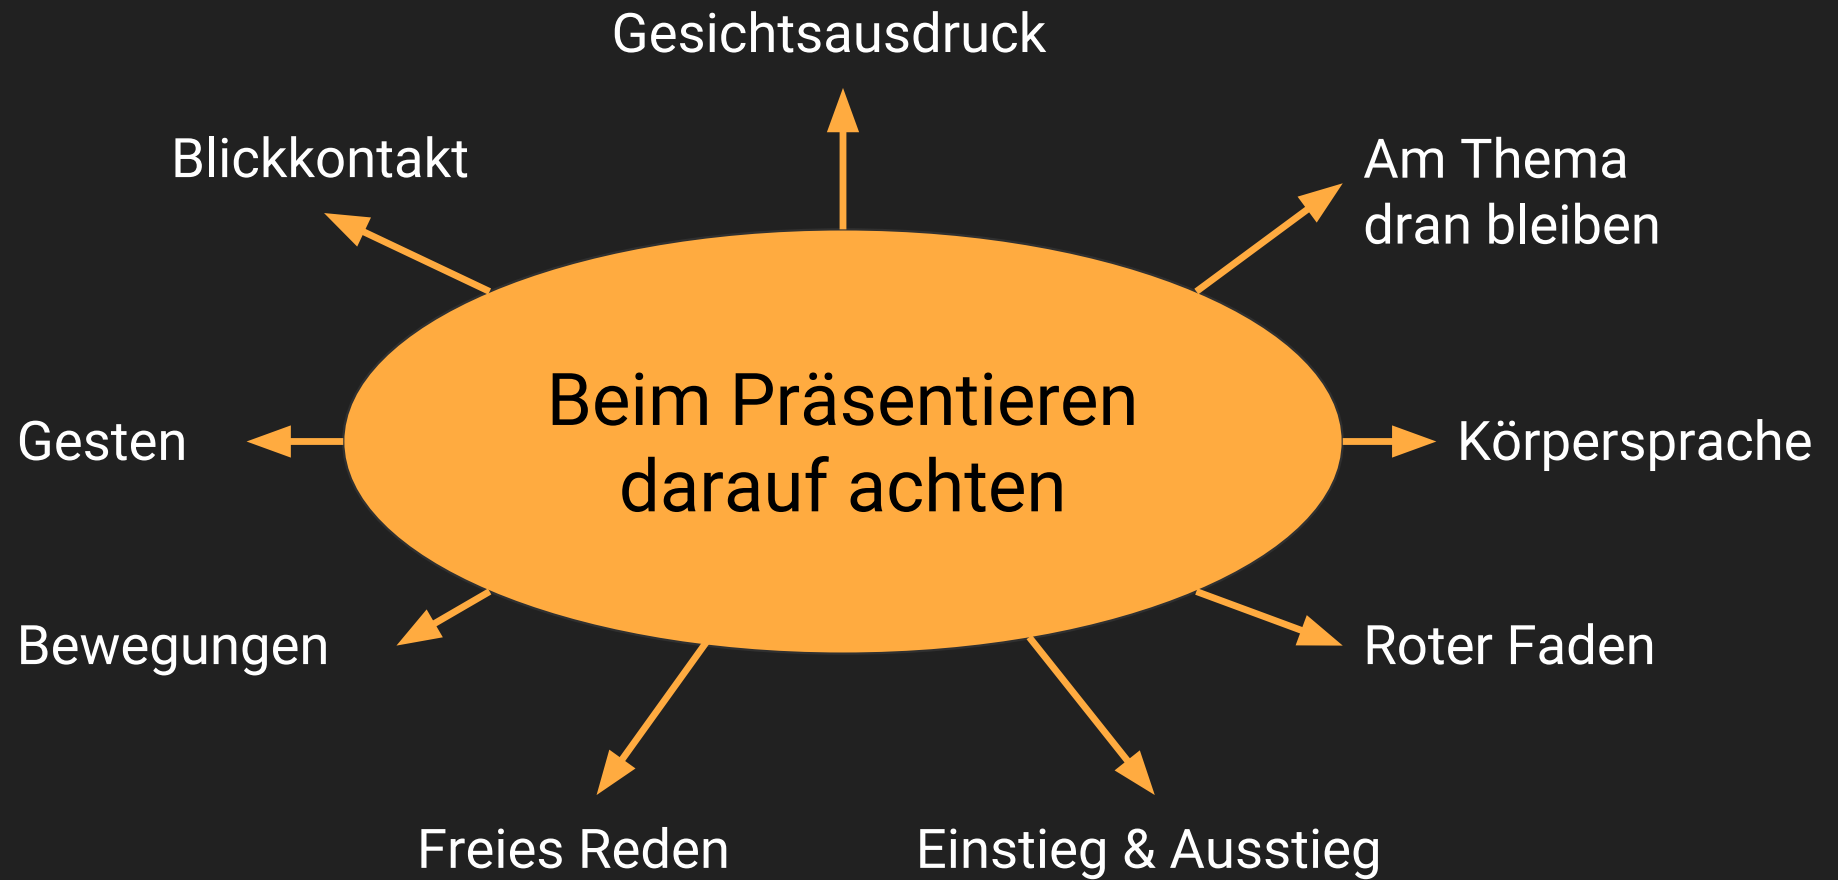 Gesichtsausdruck
Blickkontakt
Am Thema
dran bleiben
Beim Präsentieren
darauf achten
Gesten
Körpersprache
Bewegungen
Roter Faden
Freies Reden
Einstieg & Ausstieg